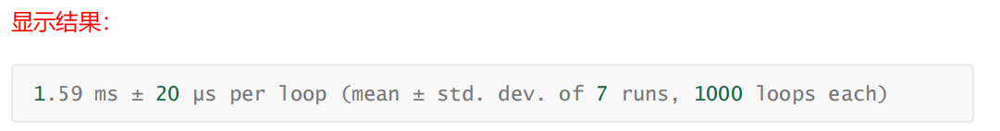 显示结果：
1.59 ms ± 20 µs per loop (mean ± std. dev. of 7 runs, 1000 loops each)